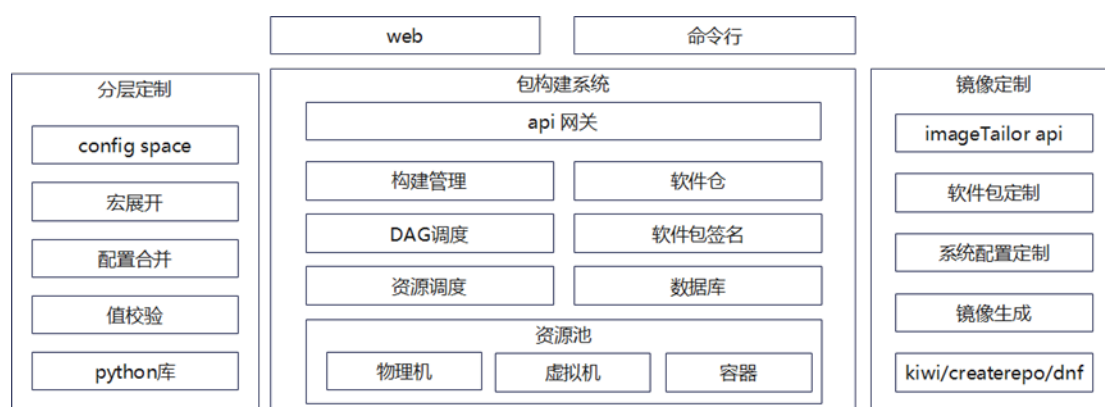 web
命令行
分层定制
config space
宏展开
配置合并
值校验
python库
包构建系统
api 网关
构建管理
软件仓
DAG调度
软件包签名
资源调度
数据库
资源池
物理机
虚拟机
容器
镜像定制
imageTailor api
软件包定制
系统配置定制
镜像生成
kiwi/createrepo/dnf